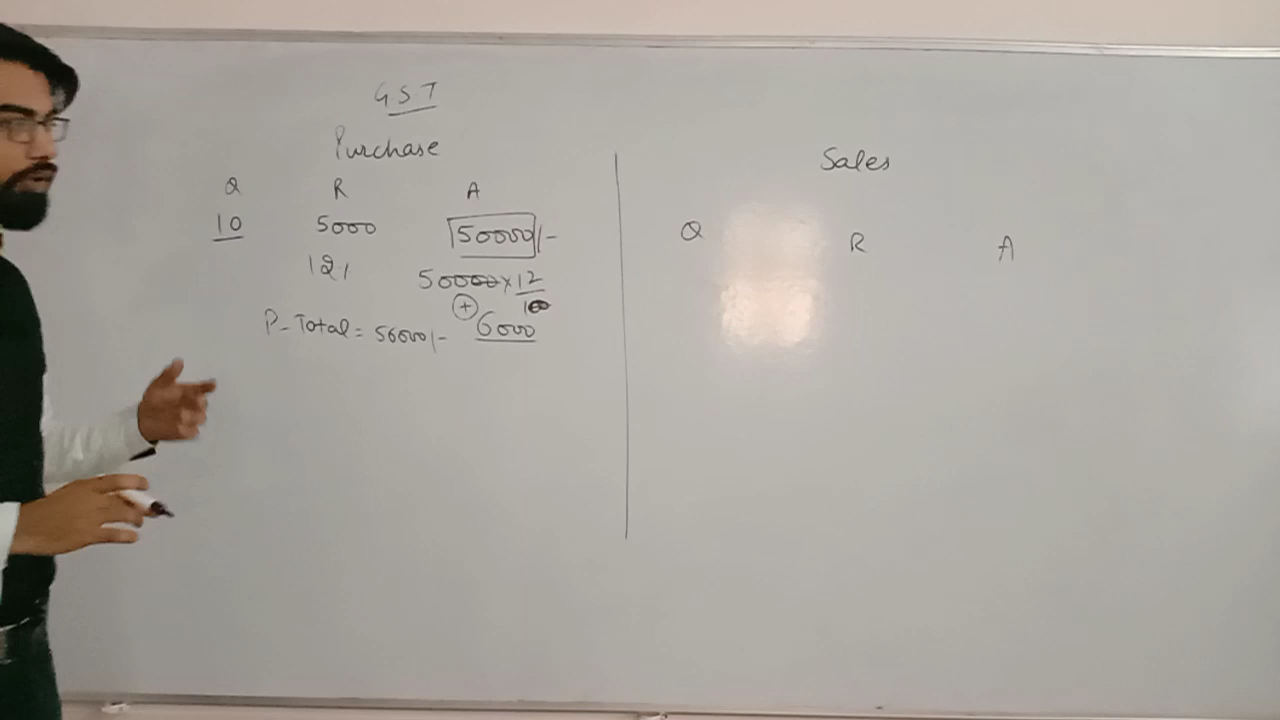 GST
Purchase
Q R A
10 5000 50000/-
12% 50000 x 12
100
+
P-Total = 56000/- 6000
Sales
Q R A